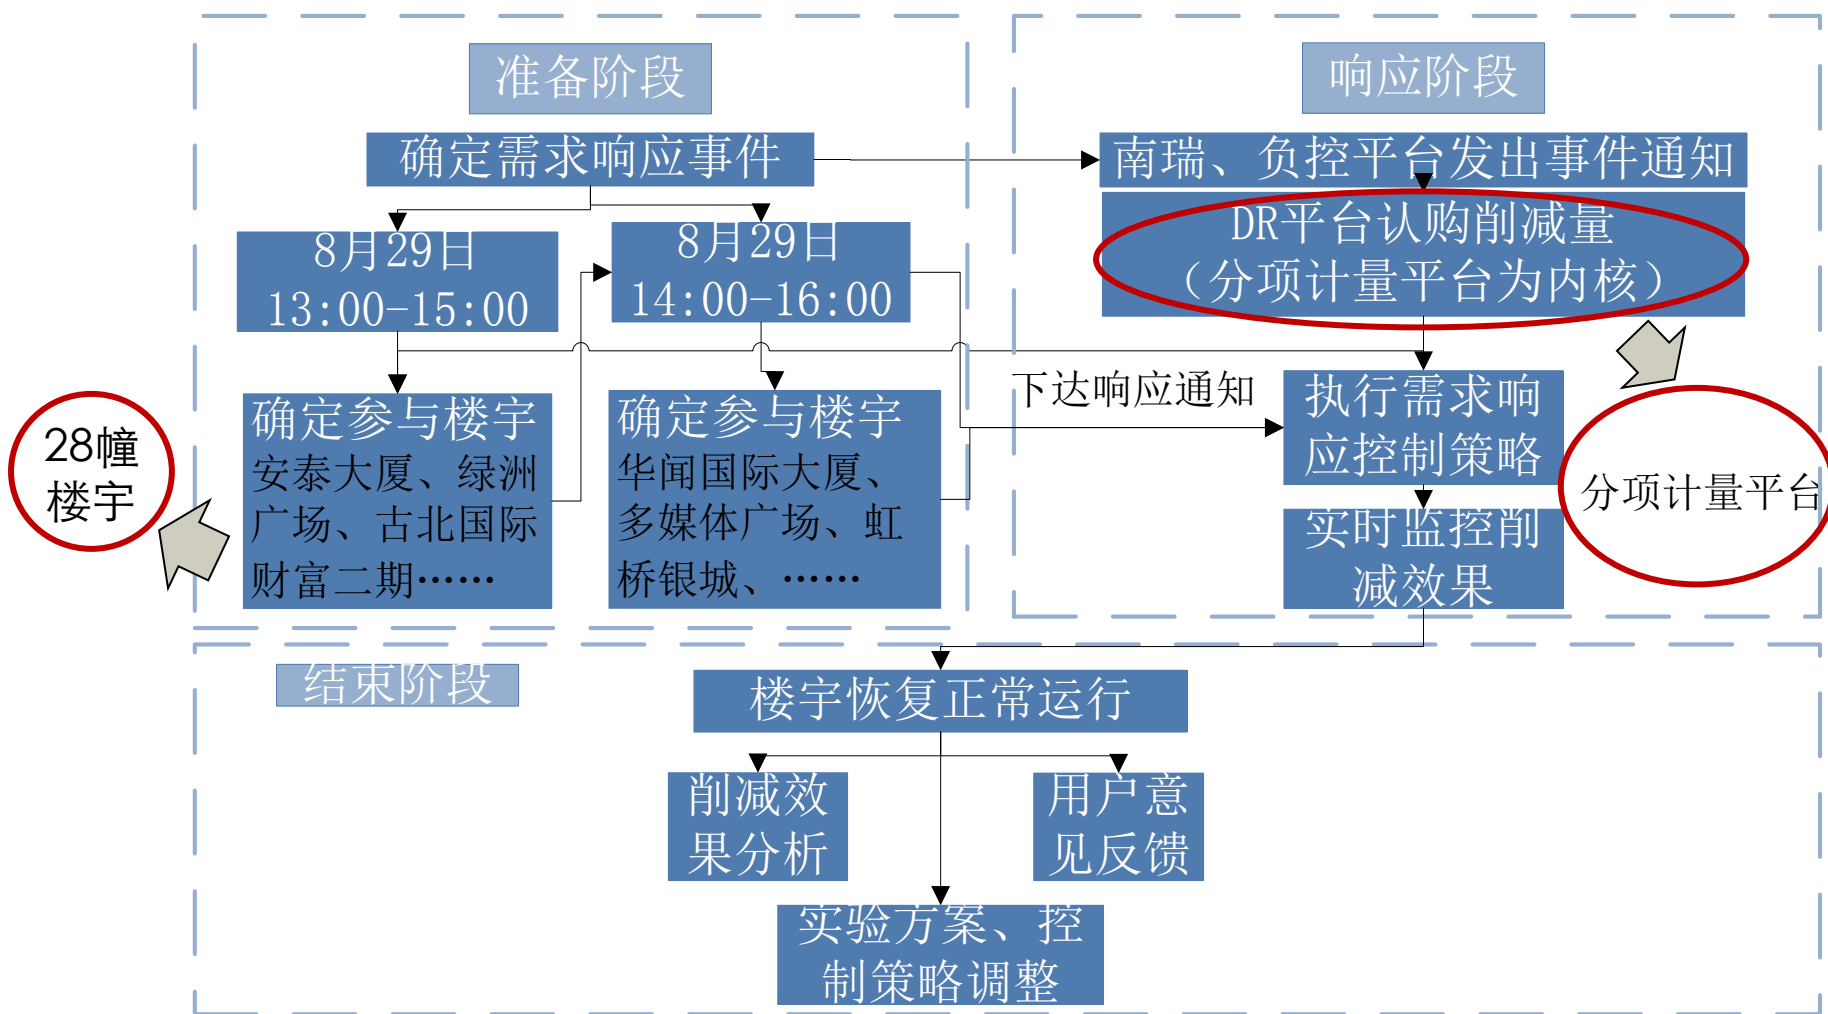 准备阶段
确定需求响应事件
8月29日
13:00-15:00
8月29日
14:00-16:00
确定参与楼宇
安泰大厦、绿洲
广场、古北国际
财富二期……
确定参与楼宇
华闻国际大厦、
多媒体广场、虹
桥银城、……
28幢
楼宇
响应阶段
南瑞、负控平台发出事件通知
DR平台认购削减量
（分项计量平台为内核）
下达响应通知
执行需求响
应控制策略
实时监控削
减效果
分项计量平台
结束阶段
楼宇恢复正常运行
削减效
果分析
用户意
见反馈
实验方案、控
制策略调整